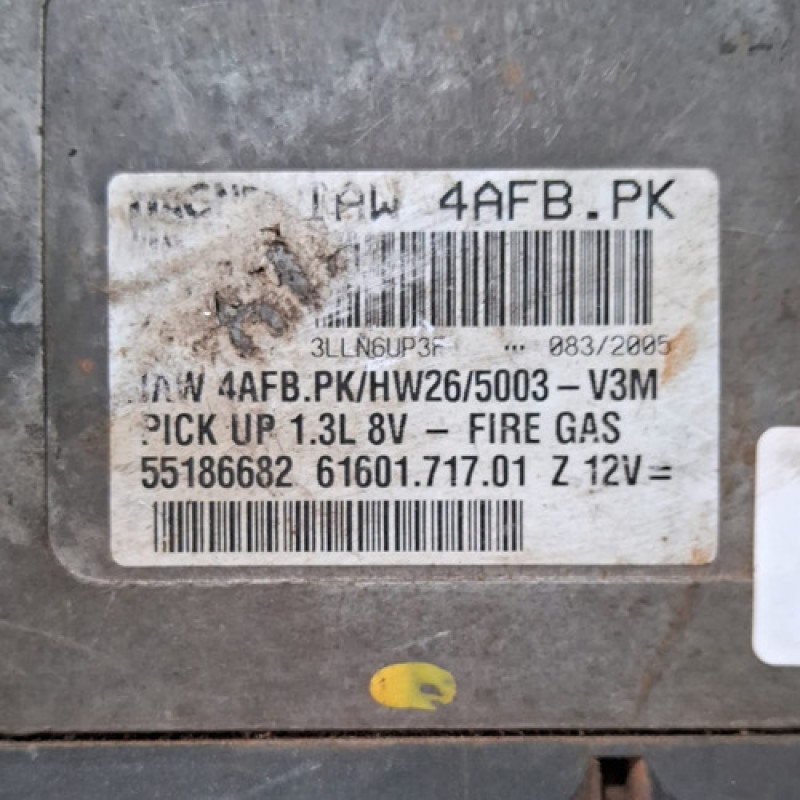 IAW 4AFB.PK
3LLN6UP3F ... 083/2005
IAW 4AFB.PK/HW26/5003-V3M
PICK UP 1.3L 8V - FIRE GAS
55186682 61601.717.01 Z 12V=